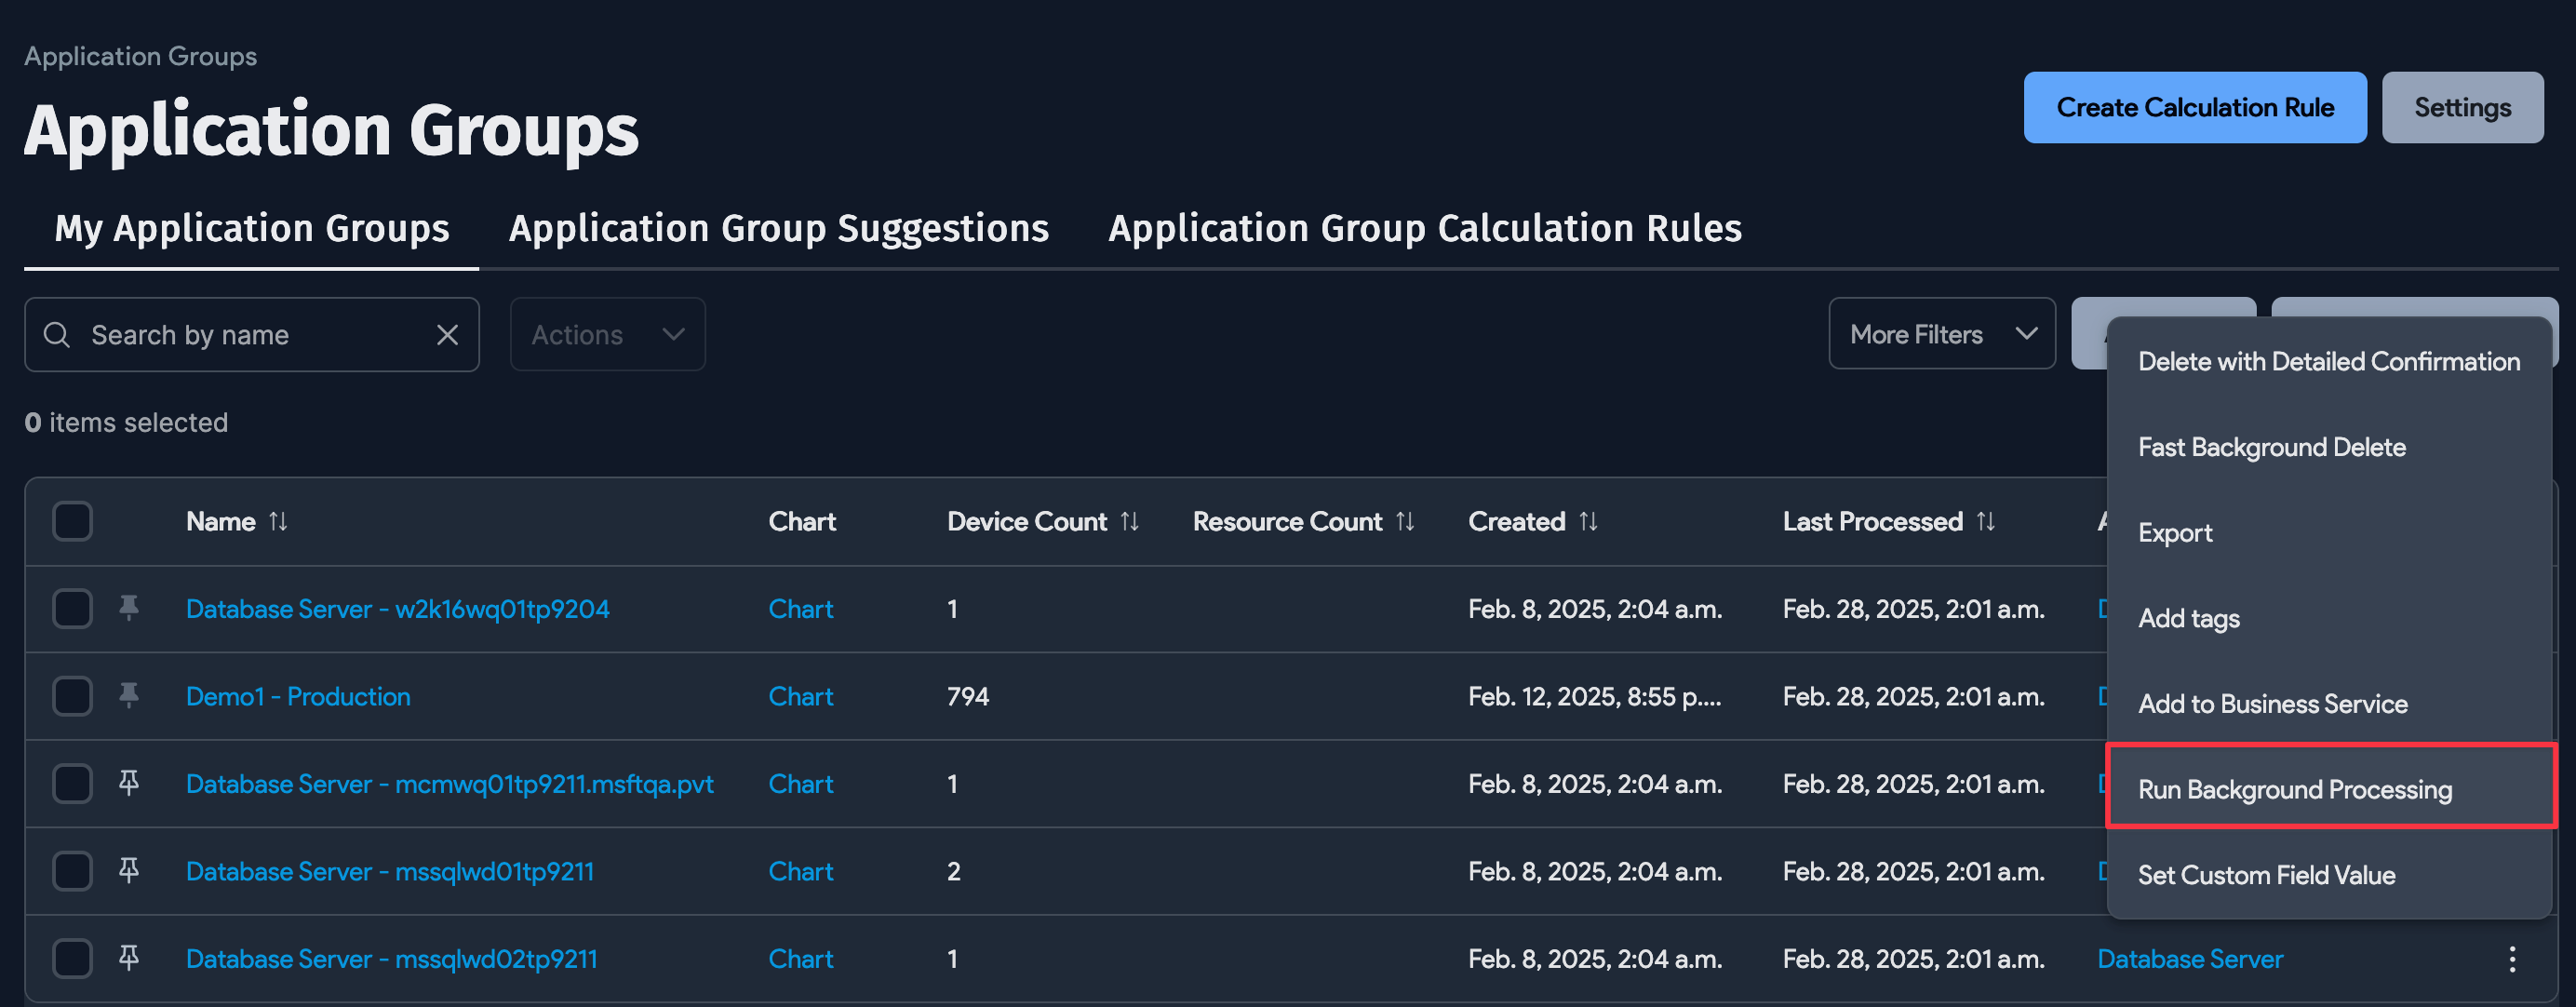 Application Groups
Application Groups
Create Calculation Rule
Settings
My Application Groups
Application Group Suggestions
Application Group Calculation Rules
Search by name
Actions
More Filters
0 items selected
Name Chart Device Count Resource Count Created Last Processed
Database Server - w2k16wq01tp9204 Chart 1 Feb. 8, 2025, 2:04 a.m. Feb. 28, 2025, 2:01 a.m.
Demo1 - Production Chart 794 Feb. 12, 2025, 8:55 p.... Feb. 28, 2025, 2:01 a.m.
Database Server - mcmwq01tp9211.msftqa.pvt Chart 1 Feb. 8, 2025, 2:04 a.m. Feb. 28, 2025, 2:01 a.m.
Database Server - mssqlwd01tp9211 Chart 2 Feb. 8, 2025, 2:04 a.m. Feb. 28, 2025, 2:01 a.m.
Database Server - mssqlwd02tp9211 Chart 1 Feb. 8, 2025, 2:04 a.m. Feb. 28, 2025, 2:01 a.m. Database Server
Delete with Detailed Confirmation
Fast Background Delete
Export
Add tags
Add to Business Service
Run Background Processing
Set Custom Field Value